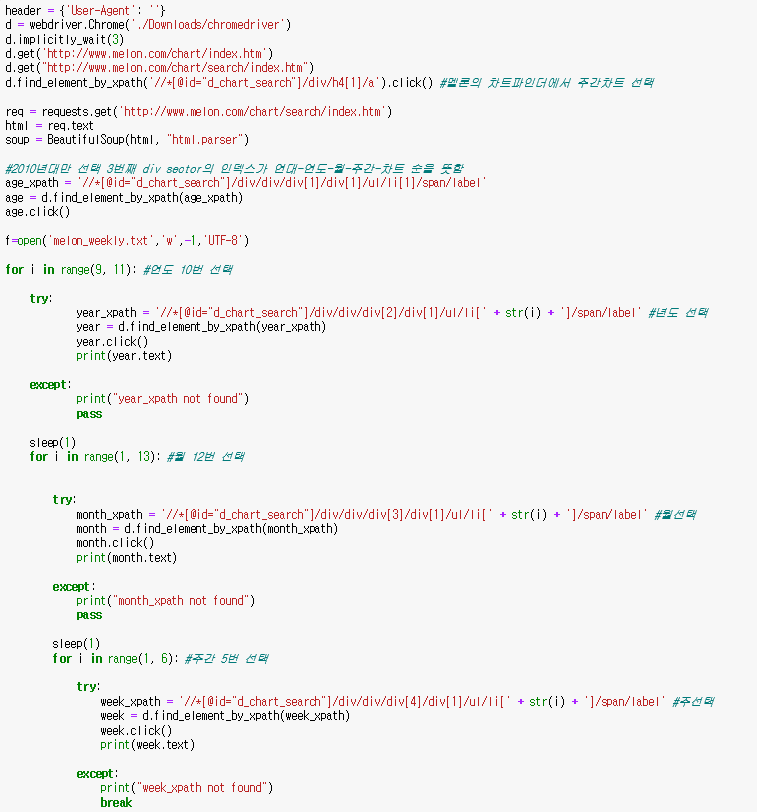 header = {'User-Agent': ''}
d = webdriver.Chrome('./Downloads/chromedriver')
d.implicitly_wait(3)
d.get('http://www.melon.com/chart/index.htm')
d.get("http://www.melon.com/chart/search/index.htm")
d.find_element_by_xpath('//*[@id="d_chart_search"]/div/h4[1]/a').click() #멜론의 차트파인더에서 주간차트 선택
req = requests.get('http://www.melon.com/chart/search/index.htm')
html = req.text
soup = BeautifulSoup(html, "html.parser")
#2010년대만 선택 3번째 div sector의 인덱스가 연대-연도-월-주간-차트 순을 뜻함
age_xpath = '//*[@id="d_chart_search"]/div/div/div[1]/div[1]/ul/li[1]/span/label'
age = d.find_element_by_xpath(age_xpath)
age.click()
f=open('melon_weekly.txt','w',-1,'UTF-8')
for i in range(9, 11): #연도 10번 선택
try:
year_xpath = '//*[@id="d_chart_search"]/div/div/div[2]/div[1]/ul/li[' + str(i) + ']/span/label' #년도 선택
year = d.find_element_by_xpath(year_xpath)
year.click()
print(year.text)
except:
print("year_xpath not found")
pass
sleep(1)
for i in range(1, 13): #월 12번 선택
try:
month_xpath = '//*[@id="d_chart_search"]/div/div/div[3]/div[1]/ul/li[' + str(i) + ']/span/label' #월선택
month = d.find_element_by_xpath(month_xpath)
month.click()
print(month.text)
except:
print("month_xpath not found")
pass
sleep(1)
for i in range(1, 6): #주간 5번 선택
try:
week_xpath = '//*[@id="d_chart_search"]/div/div/div[4]/div[1]/ul/li[' + str(i) + ']/span/label' #주선택
week = d.find_element_by_xpath(week_xpath)
week.click()
print(week.text)
except:
print("week_xpath not found")
break